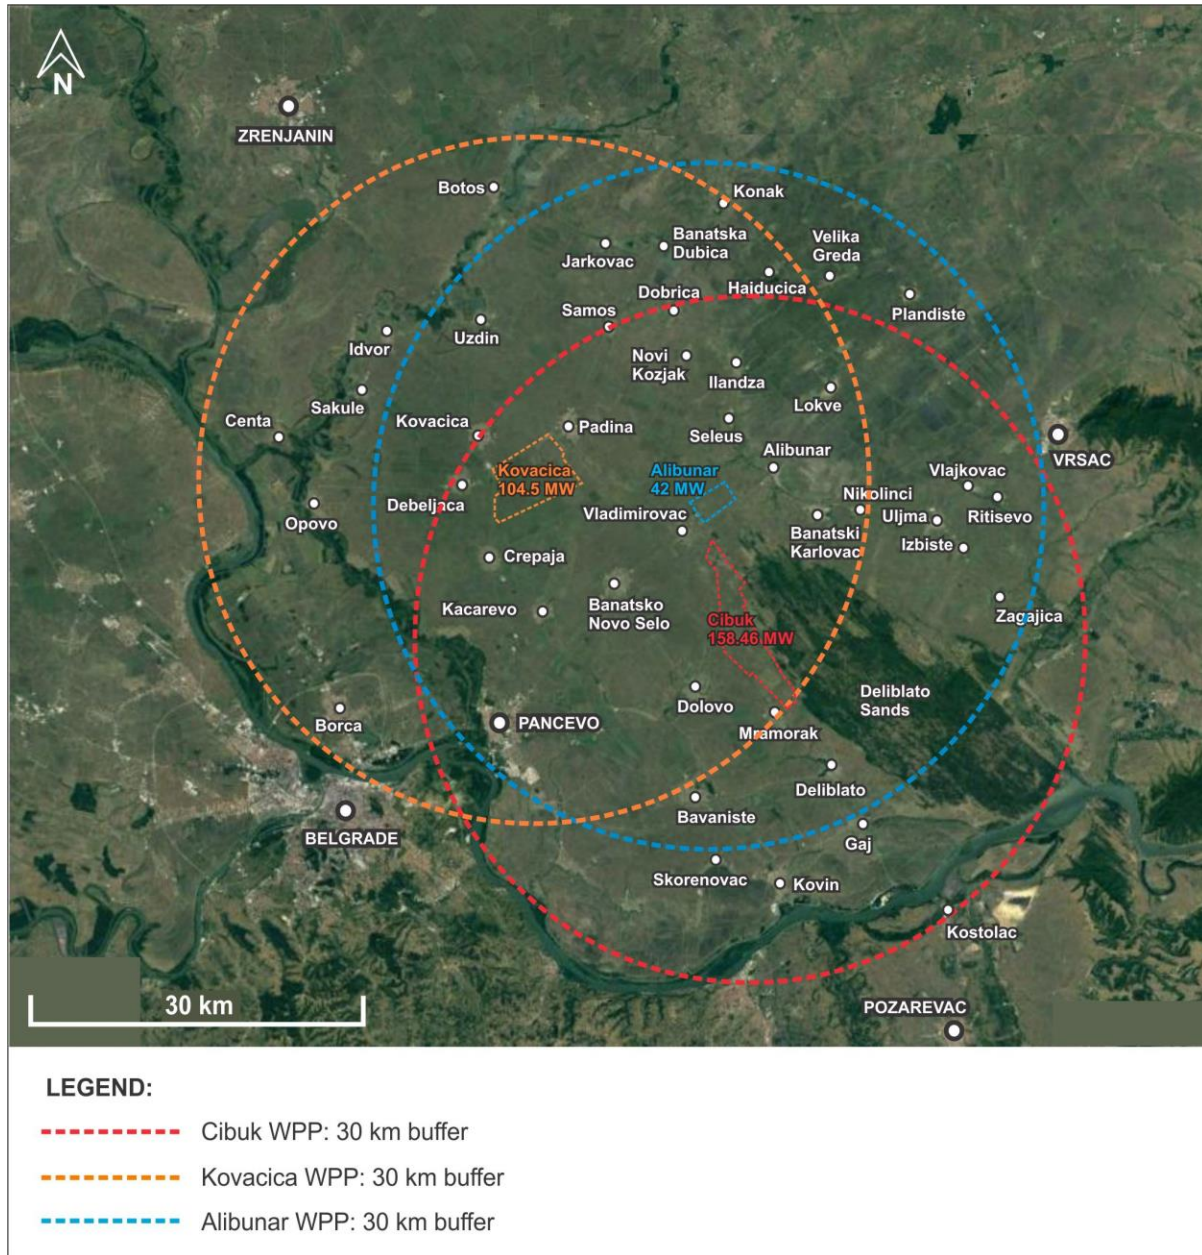 N
ZRENJANIN
Botos
Konak
Banatska
Dubica
Velika
Greda
Jarkovac
Haiducica
Dobrica
Plandiste
Samos
Uzdin
Idvor
Novi
Kozjak
Ilandza
Lokve
Sakule
Centa
Kovacica
Padina
Seleus
Alibunar
VRSAC
Vlajkovac
Kovacica
104.5 MW
Alibunar
42 MW
Debeljaca
Nikolinci
Ritisevo
Opovo
Vladimirovac
Banatski
Karlovac
Uljma
Izbiste
Crepaja
Kacarevo
Banatsko
Novo Selo
Cibuk
158.46 MW
Zagajica
Deliblato
Sands
Dolovo
Borca
PANCEVO
Mramorak
Deliblato
Bavaniste
BELGRADE
Gaj
Skorenovac
Kovin
Kostolac
30 km
POZAREVAC
LEGEND:
Cibuk WPP: 30 km buffer
Kovacica WPP: 30 km buffer
Alibunar WPP: 30 km buffer